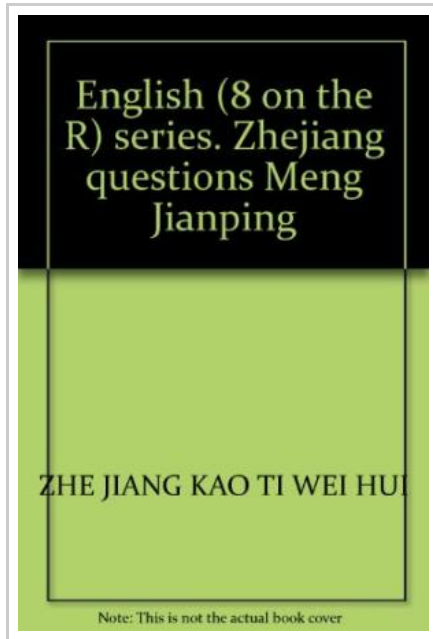 English (8 on the
R) series. Zhejiang
questions Meng
Jianping
ZHE JIANG KAO TI WEI HUI
Note: This is not the actual book cover